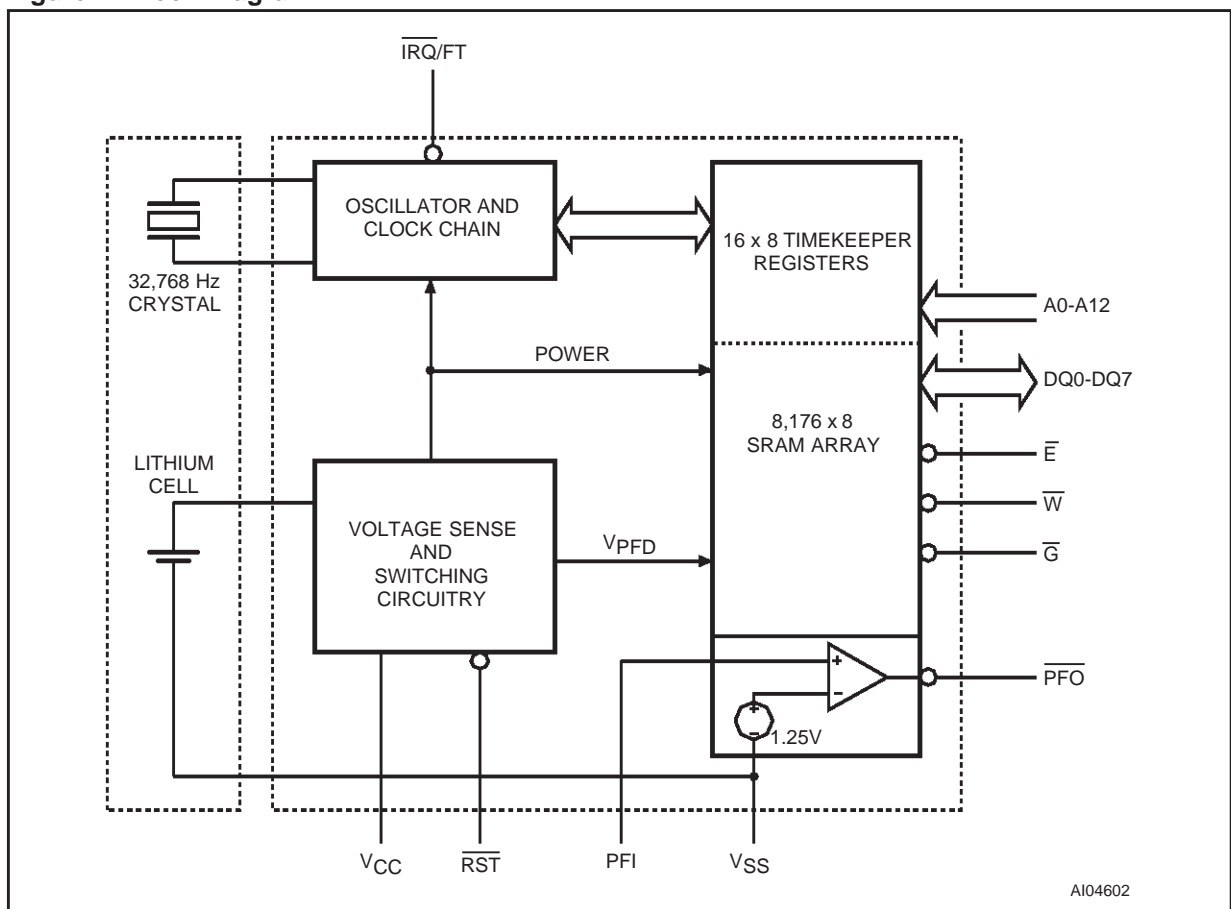 IRQ/FT
OSCILLATOR AND
CLOCK CHAIN
16 x 8 TIMEKEEPER
REGISTERS
32,768 Hz
CRYSTAL
A0-A12
POWER
DQ0-DQ7
8,176 x 8
SRAM ARRAY
LITHIUM
CELL
E
W
VOLTAGE SENSE
AND
SWITCHING
CIRCUITRY
VPFD
G
+
−
PFO
+
−
1.25V
VCC
RST
PFI
VSS
AI04602